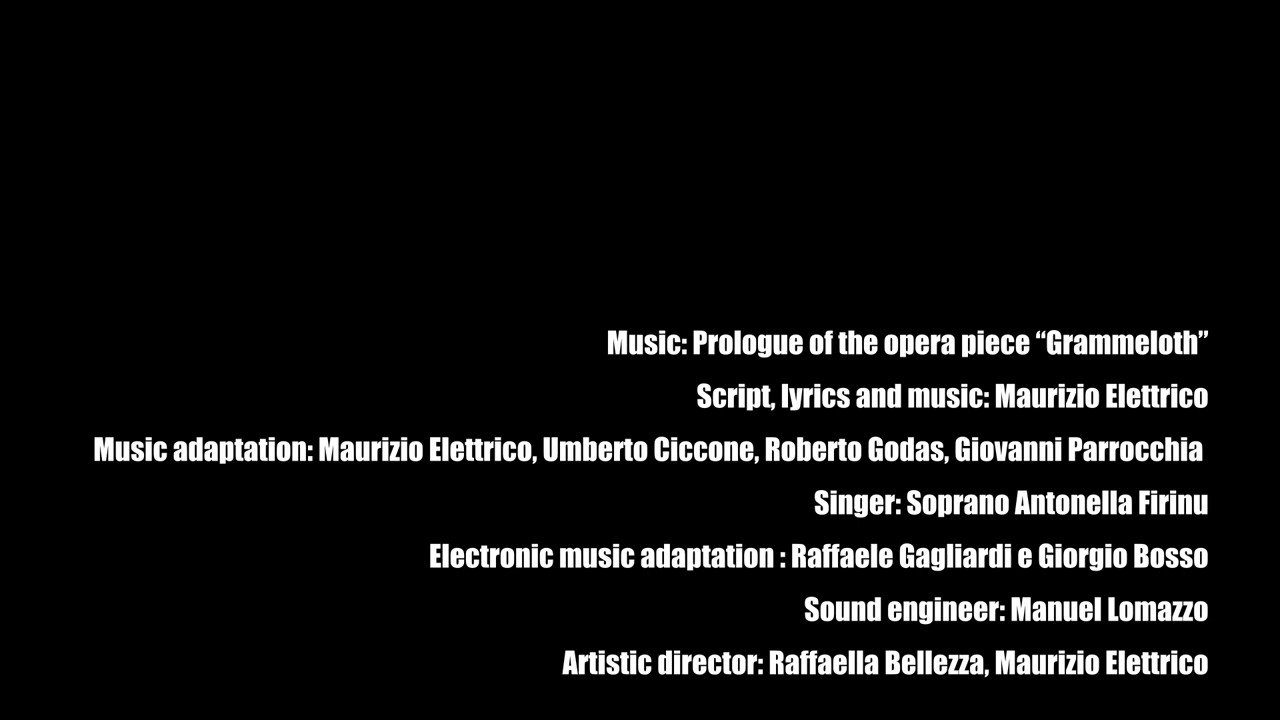 Music: Prologue of the opera piece “Grammeloth”
Script, lyrics and music: Maurizio Elettrico
Music adaptation: Maurizio Elettrico, Umberto Ciccone, Roberto Godas, Giovanni Parrocchia
Singer: Soprano Antonella Firinu
Electronic music adaptation : Raffaele Gagliardi e Giorgio Bosso
Sound engineer: Manuel Lomazzo
Artistic director: Raffaella Bellezza, Maurizio Elettrico